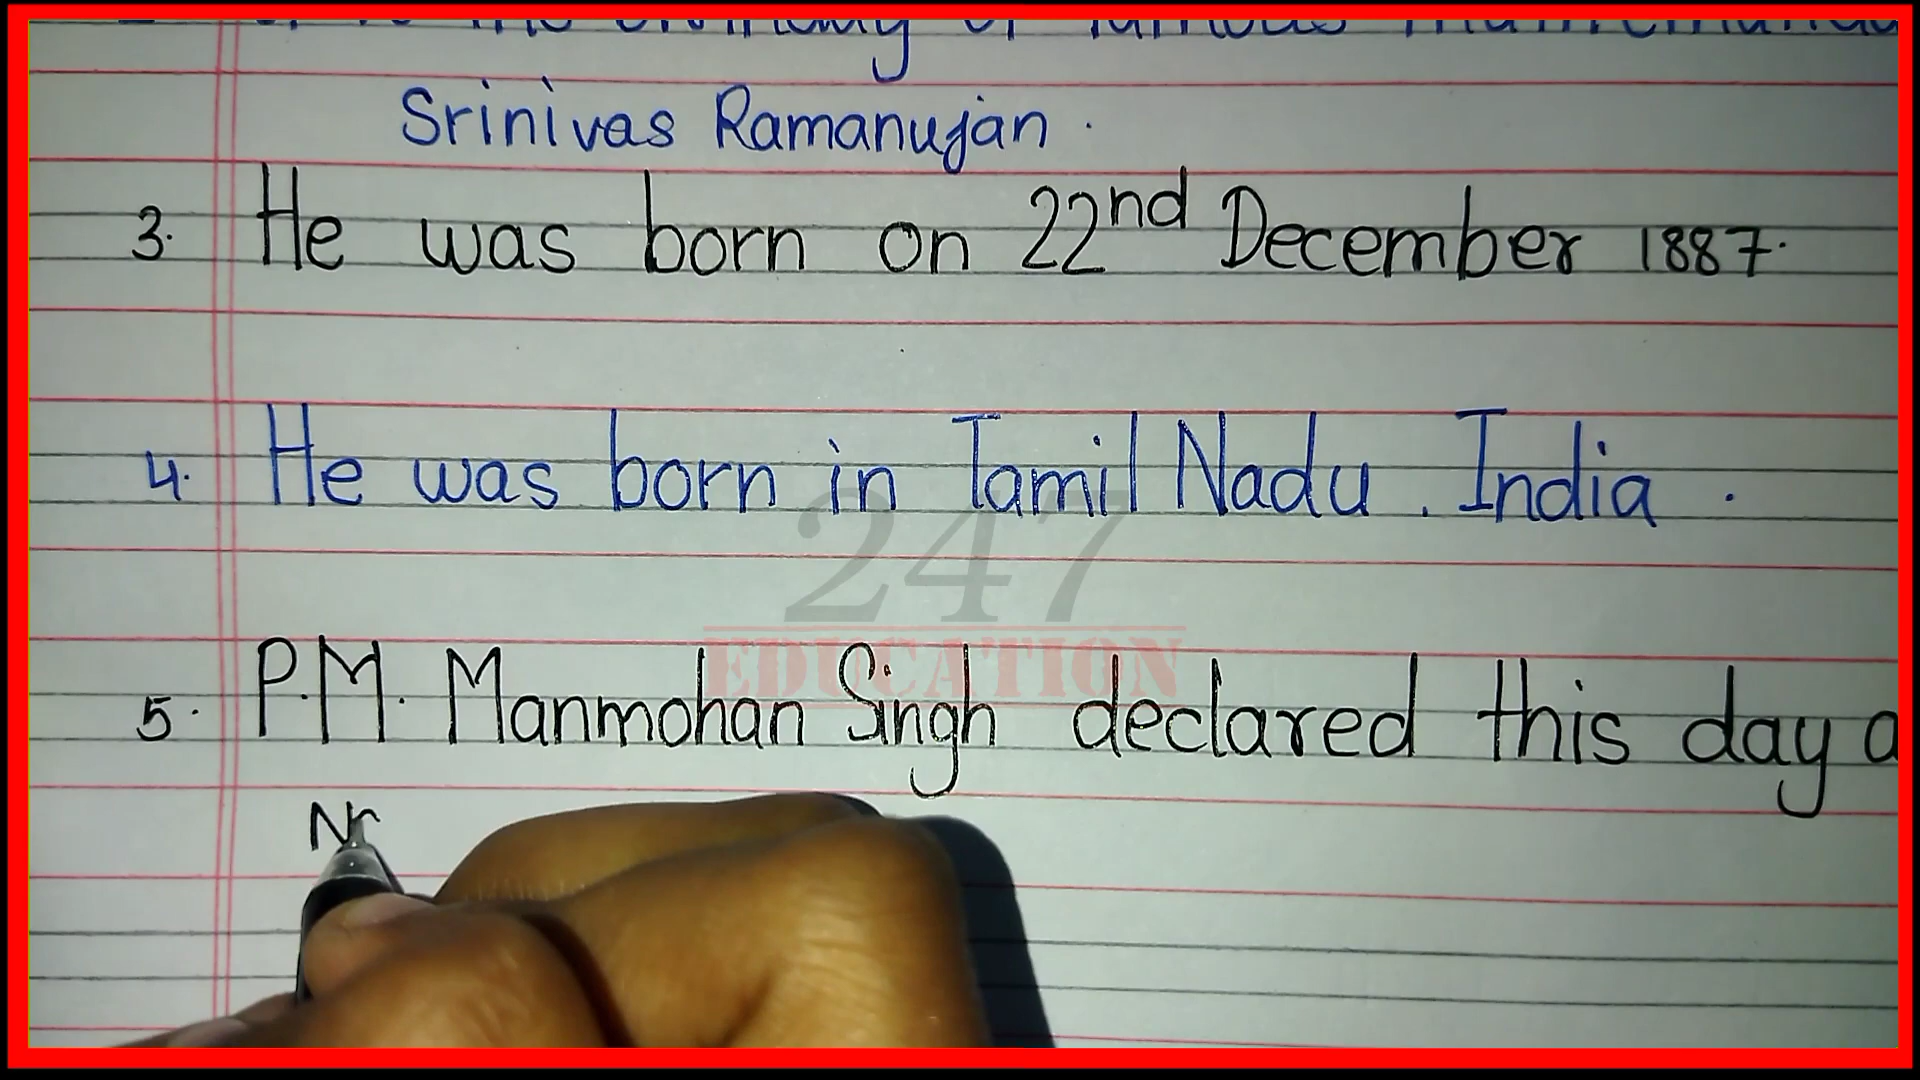 Srinivas Ramanujan.
3. He was born on 22nd December 1887.
4. He was born in Tamil Nadu. India.
247
EDUCATION
5. P.M. Manmohan Singh declared this day